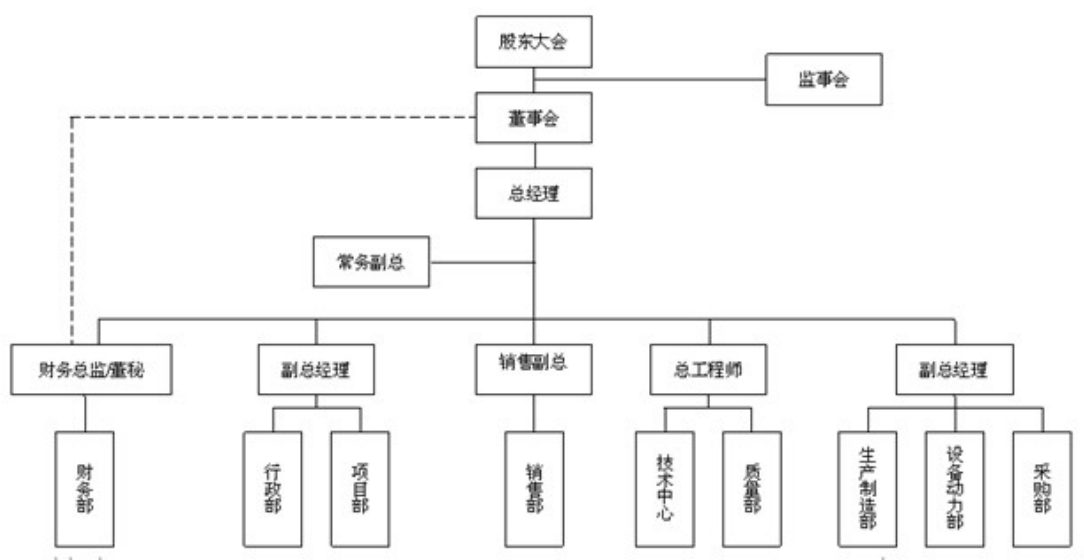 股东大会
监事会
董事会
总经理
常务副总
财务总监/董秘
副总经理
销售副总
总工程师
副总经理
财务部
行政部
项目部
销售部
技术中心
质量部
生产制造部
设备动力部
采购部